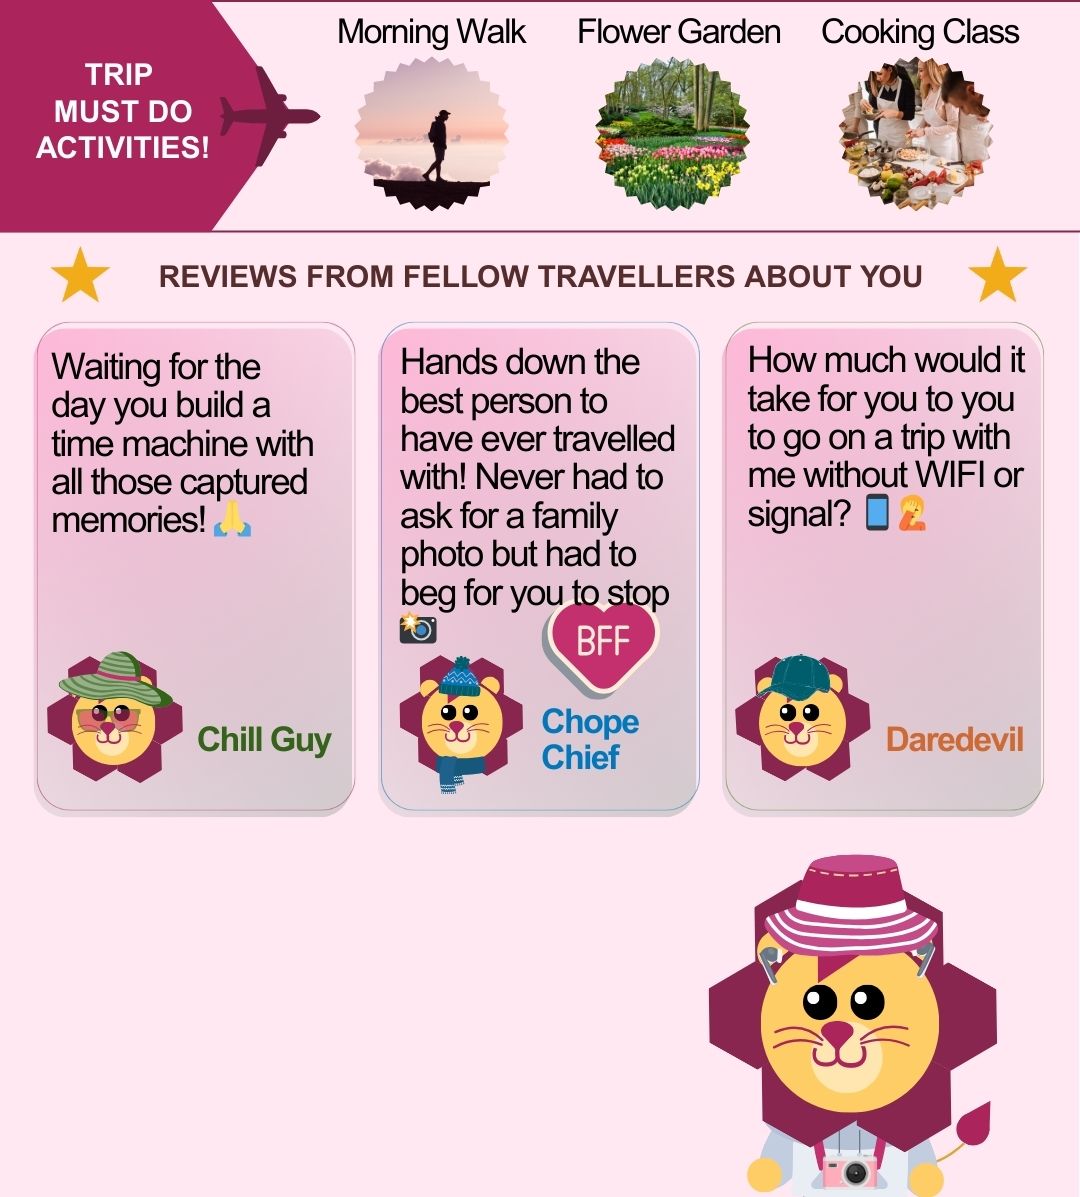 TRIP
MUST DO
ACTIVITIES!
Morning Walk
Flower Garden
Cooking Class
REVIEWS FROM FELLOW TRAVELLERS ABOUT YOU
Waiting for the
day you build a
time machine with
all those captured
memories! 🙏
Chill Guy
Hands down the
best person to
have ever travelled
with! Never had to
ask for a family
photo but had to
beg for you to stop
📸
BFF
Chope
Chief
How much would it
take for you to you
to go on a trip with
me without WIFI or
signal? 📱🤦
Daredevil